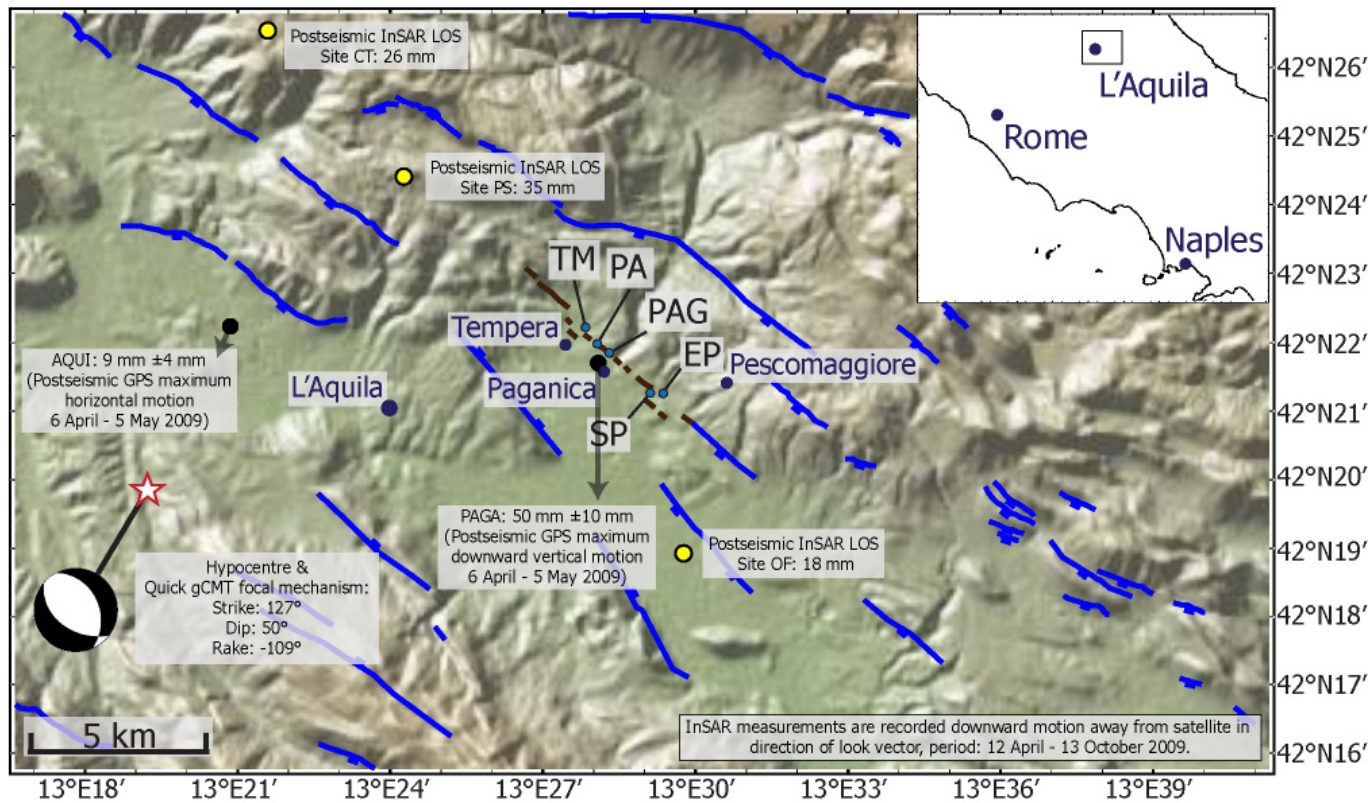 Postseismic InSAR LOS
Site CT: 26 mm
L'Aquila
Rome
Naples
42°N26'
42°N25'
42°N24'
42°N23'
42°N22'
42°N21'
42°N20'
42°N19'
42°N18'
42°N17'
42°N16'
Postseismic InSAR LOS
Site PS: 35 mm
TM
PA
PAG
EP
SP
Tempera
Paganica
Pescomaggiore
L'Aquila
AQUI: 9 mm ±4 mm
(Postseismic GPS maximum
horizontal motion
6 April - 5 May 2009)
PAGA: 50 mm ±10 mm
(Postseismic GPS maximum
downward vertical motion
6 April - 5 May 2009)
Postseismic InSAR LOS
Site OF: 18 mm
Hypocentre &
Quick gCMT focal mechanism:
Strike: 127°
Dip: 50°
Rake: -109°
5 km
InSAR measurements are recorded downward motion away from satellite in
direction of look vector, period: 12 April - 13 October 2009.
13°E18'
13°E21'
13°E24'
13°E27'
13°E30'
13°E33'
13°E36'
13°E39'